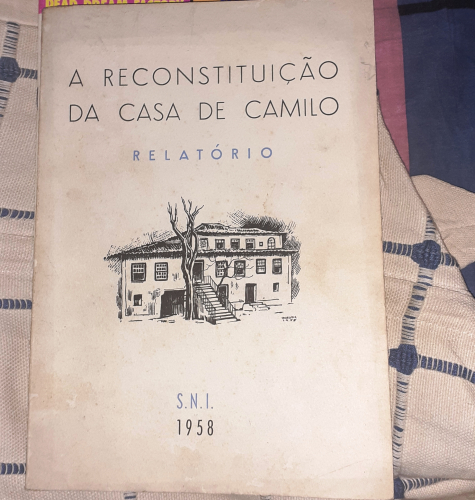 A RECONSTITUIÇÃO
DA CASA DE CAMILO
RELATÓRIO
S.N.I.
1958